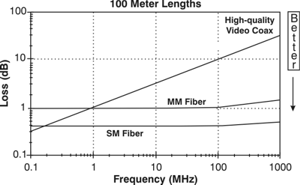 100 Meter Lengths
100
10
1
0.1
Loss (dB)
High-quality
Video Coax
MM Fiber
SM Fiber
Better
0.1
1
10
100
1000
Frequency (MHz)